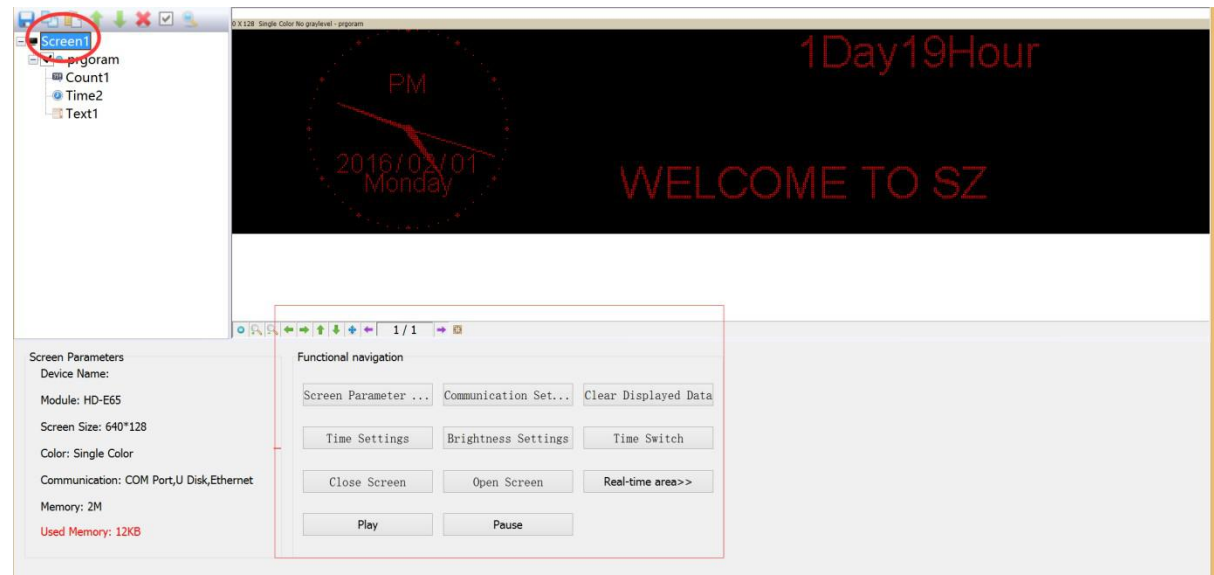 0 X 128 Single Color No graylevel - prgoram
Screen1
prgoram
Count1
Time2
Text1
1Day19Hour
PM
2016/02/01
Monday
WELCOME TO SZ
1 / 1
Screen Parameters
Device Name:
Module: HD-E65
Screen Size: 640*128
Color: Single Color
Communication: COM Port,U Disk,Ethernet
Memory: 2M
Used Memory: 12KB
Functional navigation
Screen Parameter ...
Communication Set...
Clear Displayed Data
Time Settings
Brightness Settings
Time Switch
Close Screen
Open Screen
Real-time area>>
Play
Pause